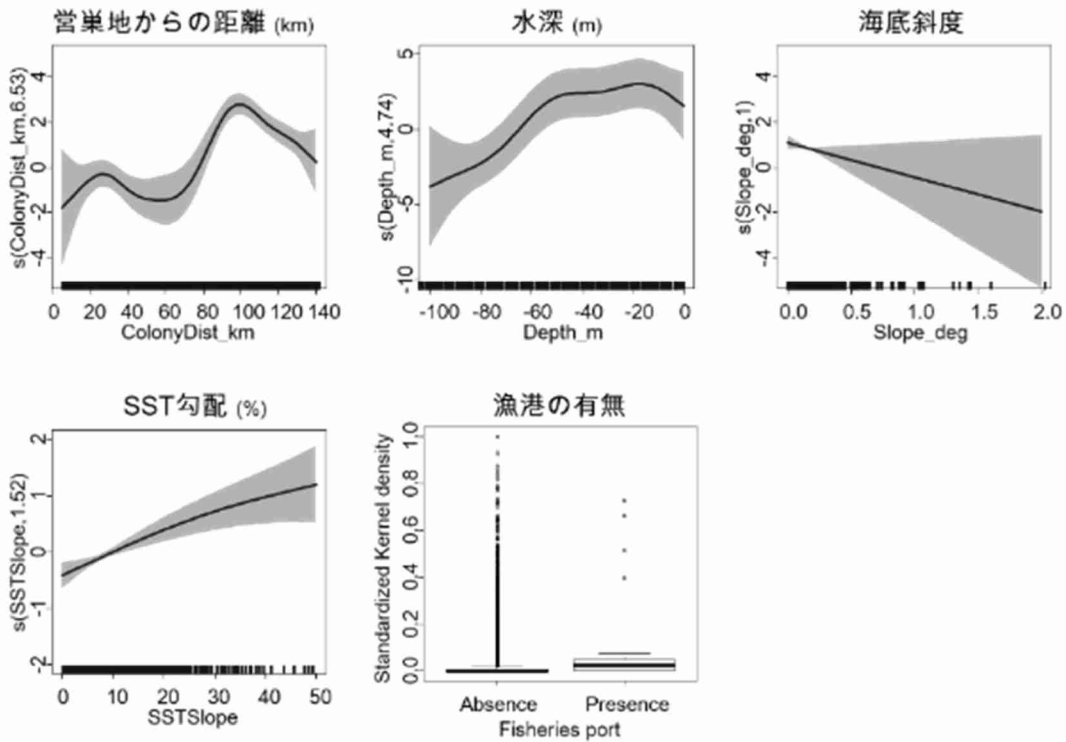 営巣地からの距離 (km)
s(ColonyDist_km,6.53)
4
2
0
-2
-4
0 20 40 60 80 100 120 140
ColonyDist_km
水深 (m)
s(Depth_m,4.74)
5
0
-5
-10
-100 -80 -60 -40 -20 0
Depth_m
海底斜度
s(Slope_deg,1)
4
2
0
-2
-4
0.0 0.5 1.0 1.5 2.0
Slope_deg
SST勾配 (%)
s(SSTSlope,1.52)
2
1
0
-1
-2
0 10 20 30 40 50
SSTSlope
漁港の有無
Standardized Kernel density
1.0
0.8
0.6
0.4
0.2
0.0
Absence Presence
Fisheries port